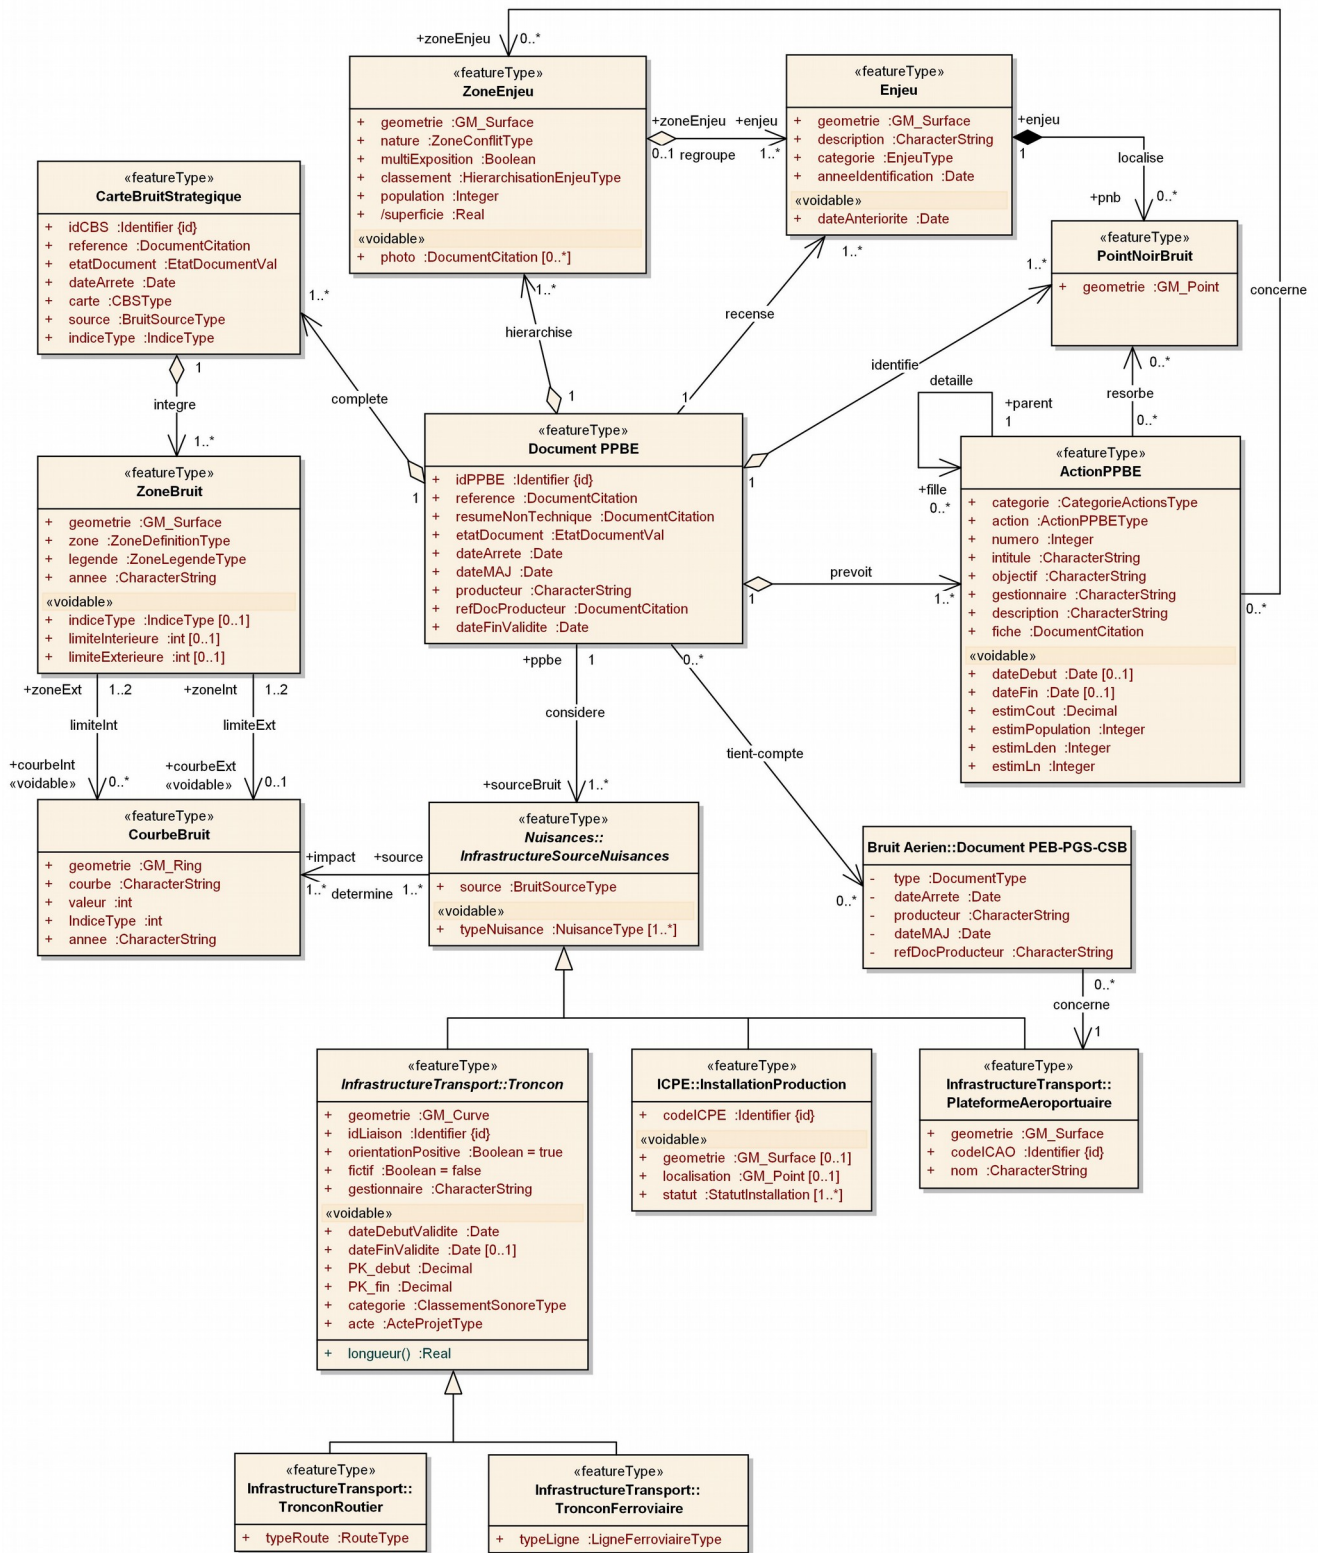 +zoneEnjeu
0..*
«featureType»
ZoneEnjeu
+ geometrie :GM_Surface
+ nature :ZoneConflitType
+ multiExposition :Boolean
+ classement :HierarchisationEnjeuType
+ population :Integer
+ /superficie :Real
«voidable»
+ photo :DocumentCitation [0..*]
+zoneEnjeu
+enjeu
0..1
regroupe
1..*
«featureType»
Enjeu
+ geometrie :GM_Surface
+ description :CharacterString
+ categorie :EnjeuType
+ anneeIdentification :Date
«voidable»
+ dateAnteriorite :Date
+enjeu
1
localise
+pnb
0..*
«featureType»
PointNoirBruit
+ geometrie :GM_Point
concerne
«featureType»
CarteBruitStrategique
+ idCBS :Identifier {id}
+ reference :DocumentCitation
+ etatDocument :EtatDocumentVal
+ dateArrete :Date
+ carte :CBSType
+ source :BruitSourceType
+ indiceType :IndiceType
1..*
1..*
1..*
1..*
hierarchise
recense
identifie
complete
1
1
1
1
1
integre
1..*
«featureType»
Document PPBE
+ idPPBE :Identifier {id}
+ reference :DocumentCitation
+ resumeNonTechnique :DocumentCitation
+ etatDocument :EtatDocumentVal
+ dateArrete :Date
+ dateMAJ :Date
+ producteur :CharacterString
+ refDocProducteur :DocumentCitation
+ dateFinValidite :Date
0..*
resorbe
0..*
detaille
+parent
1
+fille
0..*
«featureType»
ActionPPBE
+ categorie :CategorieActionsType
+ action :ActionPPBEType
+ numero :Integer
+ intitule :CharacterString
+ objectif :CharacterString
+ gestionnaire :CharacterString
+ description :CharacterString
+ fiche :DocumentCitation
«voidable»
+ dateDebut :Date [0..1]
+ dateFin :Date [0..1]
+ estimCout :Decimal
+ estimPopulation :Integer
+ estimLden :Integer
+ estimLn :Integer
0..*
1
prevoit
1..*
«featureType»
ZoneBruit
+ geometrie :GM_Surface
+ zone :ZoneDefinitionType
+ legende :ZoneLegendeType
+ annee :CharacterString
«voidable»
+ indiceType :IndiceType [0..1]
+ limiteInterieure :int [0..1]
+ limiteExterieure :int [0..1]
+zoneExt
1..2
+zoneInt
1..2
limiteInt
limiteExt
+courbeInt
«voidable»
0..*
+courbeExt
«voidable»
0..1
«featureType»
CourbeBruit
+ geometrie :GM_Ring
+ courbe :CharacterString
+ valeur :int
+ IndiceType :int
+ annee :CharacterString
+ppbe
1
considere
+sourceBruit
1..*
0..*
tient-compte
0..*
+impact
+source
1..*
determine
1..*
«featureType»
Nuisances::
InfrastructureSourceNuisances
+ source :BruitSourceType
«voidable»
+ typeNuisance :NuisanceType [1..*]
Bruit Aerien::Document PEB-PGS-CSB
- type :DocumentType
- dateArrete :Date
- producteur :CharacterString
- dateMAJ :Date
- refDocProducteur :CharacterString
0..*
concerne
1
«featureType»
InfrastructureTransport::Troncon
+ geometrie :GM_Curve
+ idLiaison :Identifier {id}
+ orientationPositive :Boolean = true
+ fictif :Boolean = false
+ gestionnaire :CharacterString
«voidable»
+ dateDebutValidite :Date
+ dateFinValidite :Date [0..1]
+ PK_debut :Decimal
+ PK_fin :Decimal
+ categorie :ClassementSonoreType
+ acte :ActeProjetType
+ longueur() :Real
«featureType»
ICPE::InstallationProduction
+ codeICPE :Identifier {id}
«voidable»
+ geometrie :GM_Surface [0..1]
+ localisation :GM_Point [0..1]
+ statut :StatutInstallation [1..*]
«featureType»
InfrastructureTransport::
PlateformeAeroportuaire
+ geometrie :GM_Surface
+ codeICAO :Identifier {id}
+ nom :CharacterString
«featureType»
InfrastructureTransport::
TronconRoutier
+ typeRoute :RouteType
«featureType»
InfrastructureTransport::
TronconFerroviaire
+ typeLigne :LigneFerroviaireType